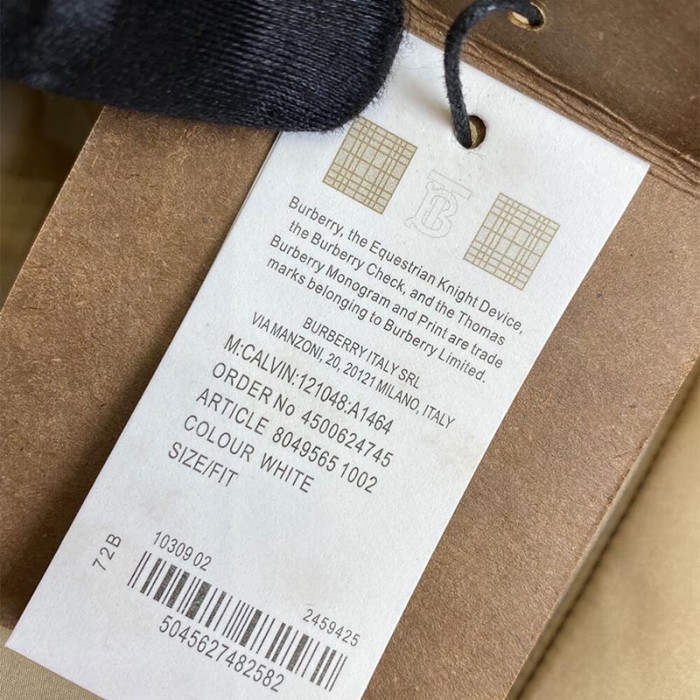 Burberry, the Equestrian Knight Device,
the Burberry Check, and the Thomas
Burberry Monogram and Print are trade
marks belonging to Burberry Limited.
BURBERRY ITALY SRL
VIA MANZONI, 20, 20121 MILANO, ITALY
M:CALVIN:121048:A1464
ORDER No 4500624745
ARTICLE 8049565 1002
COLOUR WHITE
SIZE/FIT
72B
10309 02
2459425
5045627482582